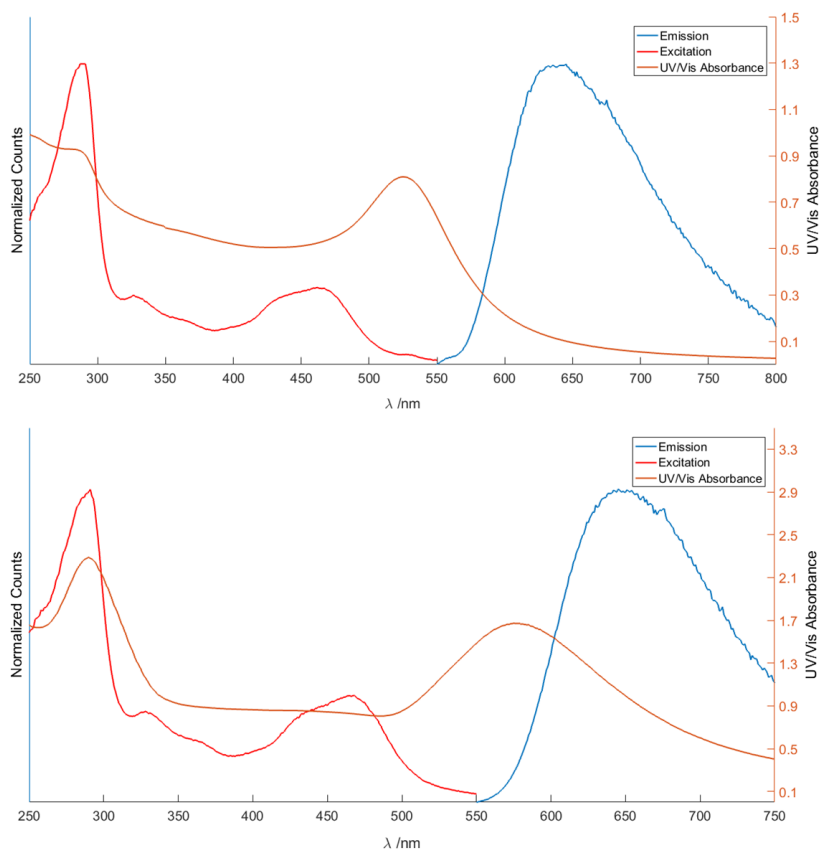 Emission
Excitation
UV/Vis Absorbance
1.5
1.3
1.1
0.9
0.7
0.5
0.3
0.1
Normalized Counts
UV/Vis Absorbance
250 300 350 400 450 500 550 600 650 700 750 800
λ /nm
Emission
Excitation
UV/Vis Absorbance
3.3
2.9
2.5
2.1
1.7
1.3
0.9
0.5
0.1
Normalized Counts
UV/Vis Absorbance
250 300 350 400 450 500 550 600 650 700 750
λ /nm